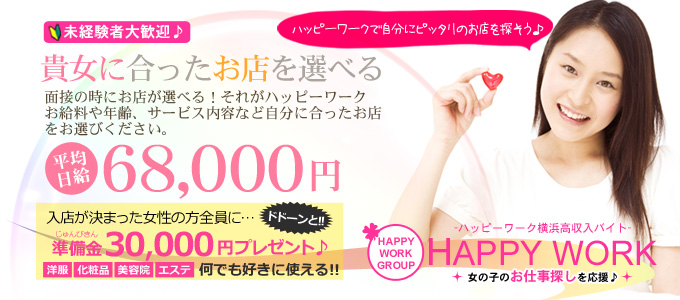 未経験者大歓迎♪
ハッピーワークで自分にピッタリのお店を探そう♪
貴女に合ったお店を選べる
面接の時にお店が選べる！それがハッピーワーク
お給料や年齢、サービス内容など自分に合ったお店
をお選びください。
平均
日給
68,000円
入店が決まった女性の方全員に…
ドドーンと!!
じゅんびきん
準備金30,000円プレゼント♪
洋服 化粧品 美容院 エステ 何でも好きに使える!!
HAPPY
WORK
GROUP
-ハッピーワーク横浜高収入バイト-
HAPPY WORK
女の子のお仕事探しを応援♪